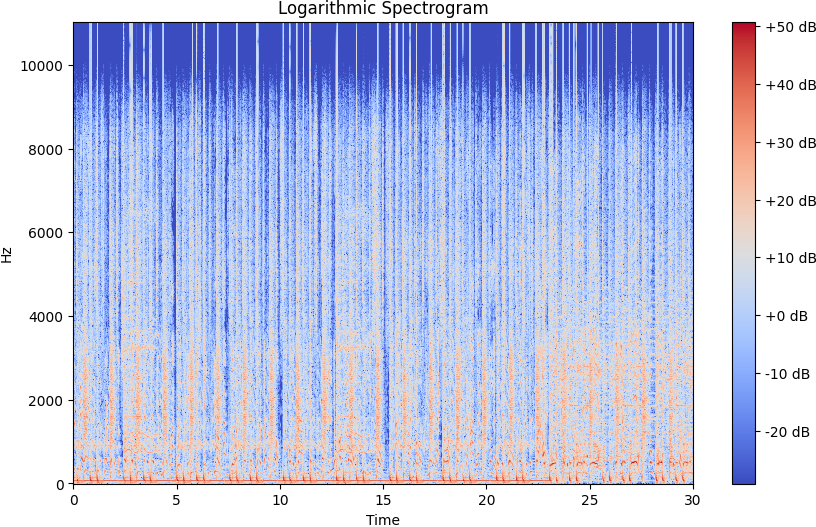 Logarithmic Spectrogram
Hz
10000
8000
6000
4000
2000
0
0 5 10 15 20 25 30
Time
+50 dB
+40 dB
+30 dB
+20 dB
+10 dB
+0 dB
-10 dB
-20 dB